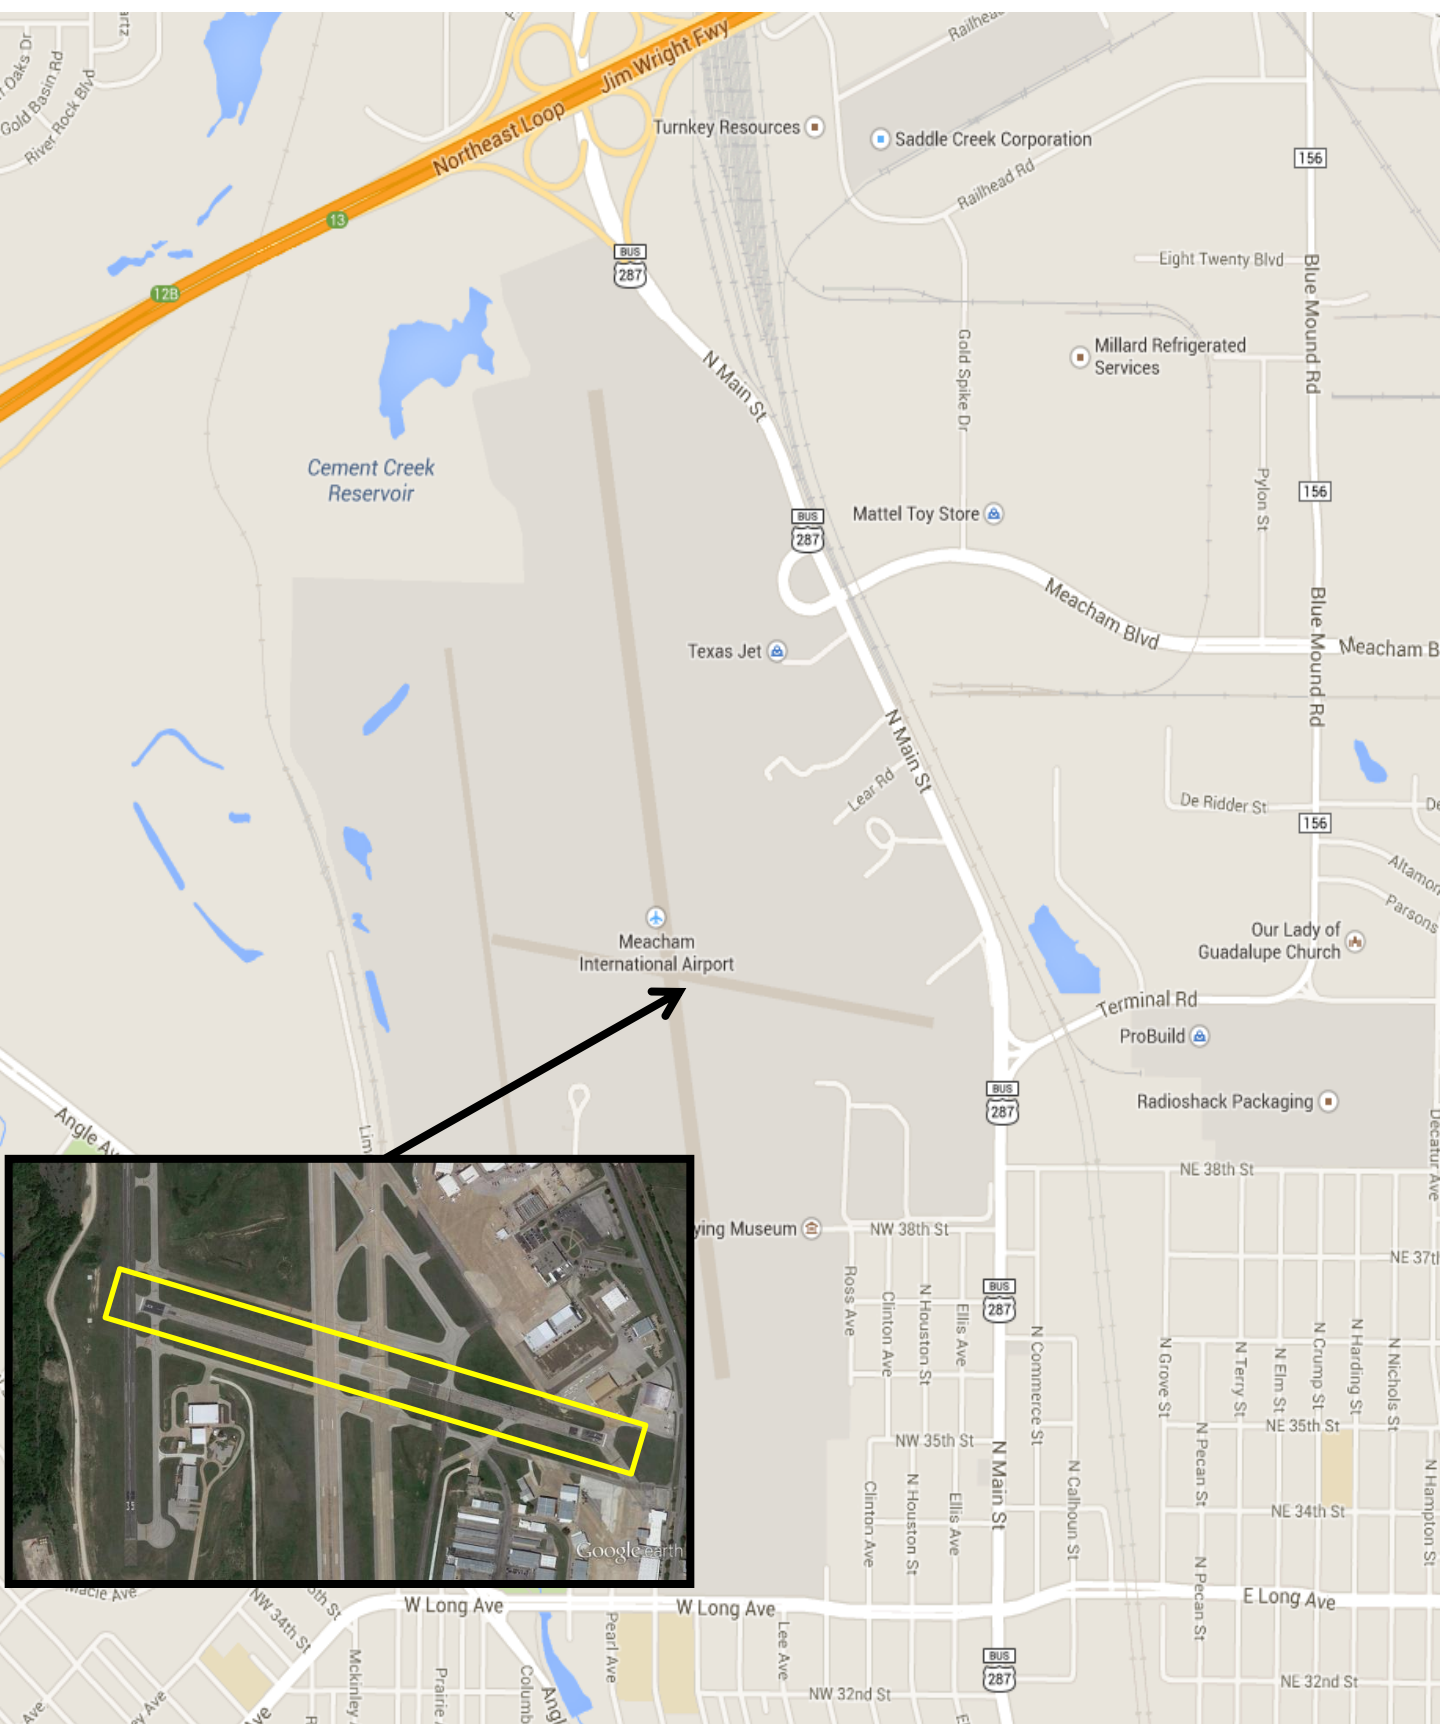 Gold Basin Rd
River Rock Blvd
Northeast Loop
Jim Wright Fwy
13
12B
Turnkey Resources
Saddle Creek Corporation
Railhead Rd
156
BUS
287
Eight Twenty Blvd
Blue Mound Rd
Millard Refrigerated
Services
N Main St
Gold Spike Dr
Cement Creek
Reservoir
Pylon St
156
Mattel Toy Store
BUS
287
Meacham Blvd
Blue Mound Rd
Meacham B
Texas Jet
N Main St
Lear Rd
De Ridder St
De
156
Altamon
Parsons
Our Lady of
Guadalupe Church
Meacham
International Airport
Terminal Rd
ProBuild
Radioshack Packaging
BUS
287
Angle Av
Lim
Decatur Ave
NE 38th St
ying Museum
NW 38th St
NE 37t
Ross Ave
Clinton Ave
N Houston St
Ellis Ave
BUS
287
N Commerce St
N Grove St
N Terry St
N Elm St
N Crump St
N Harding St
N Nichols St
NE 35th St
NW 35th St
N Main St
N Pecan St
N Calhoun St
Clinton Ave
N Houston St
Ellis Ave
N Hampton St
NE 34th St
Google earth
N Pecan St
Macie Ave
NW 34th St
W Long Ave
W Long Ave
E Long Ave
Mckinley
Prairie
Columb
Angl
Pearl Ave
Lee Ave
BUS
287
NW 32nd St
NE 32nd St